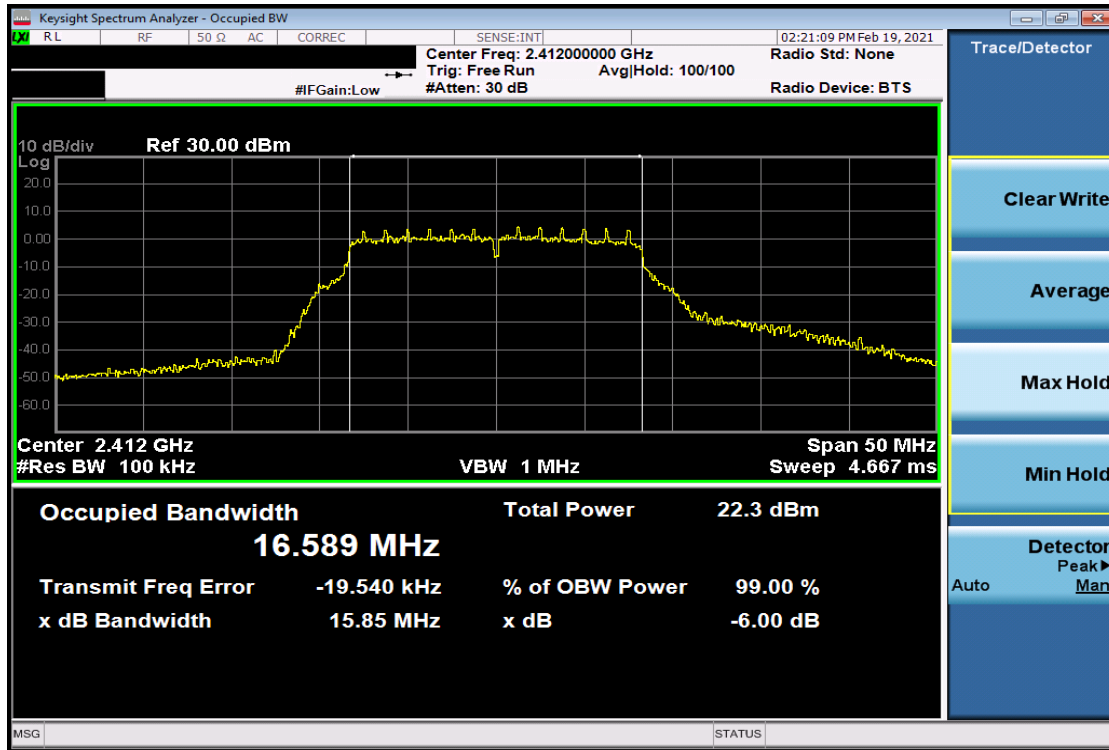 Keysight Spectrum Analyzer - Occupied BW
LXI RL RF 50 Ω AC CORREC SENSE:INT 02:21:09 PM Feb 19, 2021
Center Freq: 2.412000000 GHz Radio Std: None
Trig: Free Run Avg|Hold: 100/100
#IFGain:Low #Atten: 30 dB Radio Device: BTS
10 dB/div Ref 30.00 dBm
Log
20.0
10.0
0.00
-10.0
-20.0
-30.0
-40.0
-50.0
-60.0
Center 2.412 GHz Span 50 MHz
#Res BW 100 kHz VBW 1 MHz Sweep 4.667 ms
Occupied Bandwidth Total Power 22.3 dBm
16.589 MHz
Transmit Freq Error -19.540 kHz % of OBW Power 99.00 %
x dB Bandwidth 15.85 MHz x dB -6.00 dB
MSG STATUS
Trace/Detector
Clear Write
Average
Max Hold
Min Hold
Detector
Peak▶
Auto Man